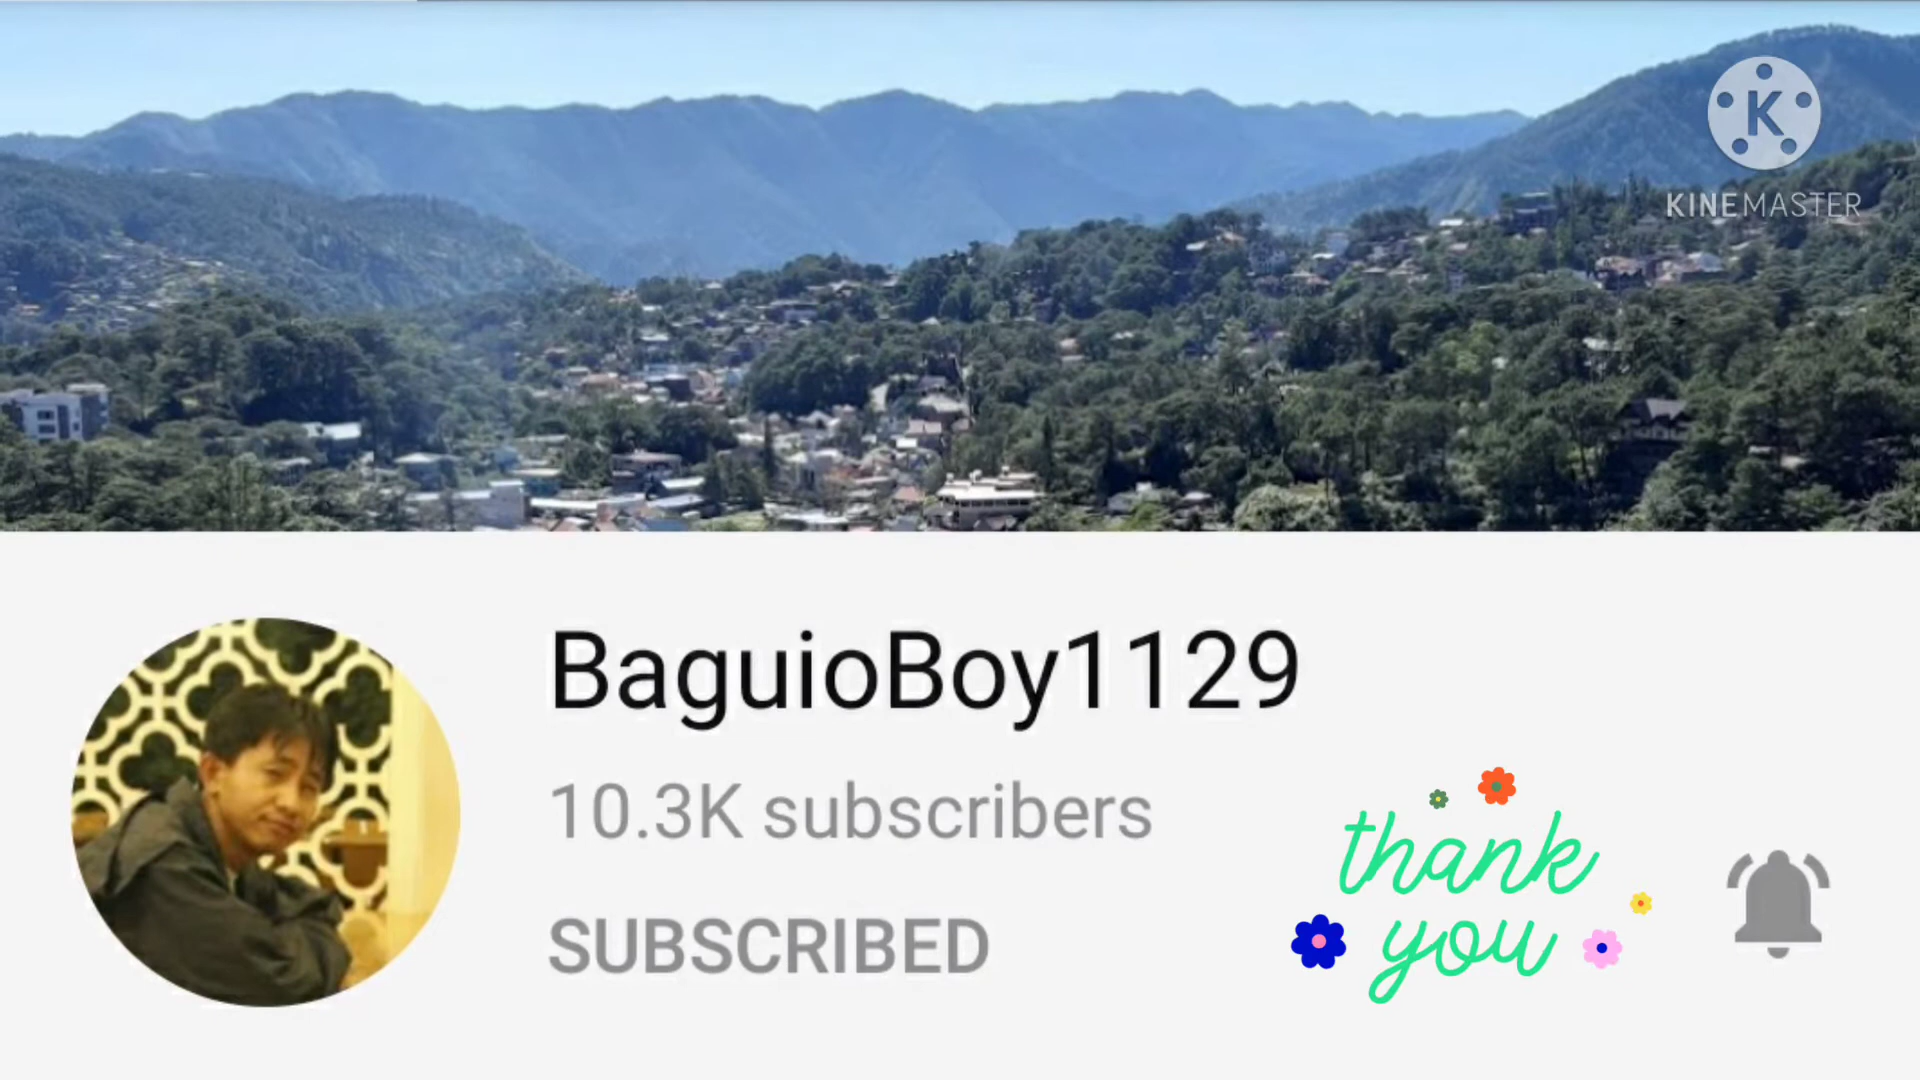 K
KINEMASTER
BaguioBoy1129
10.3K subscribers
SUBSCRIBED
thank
you